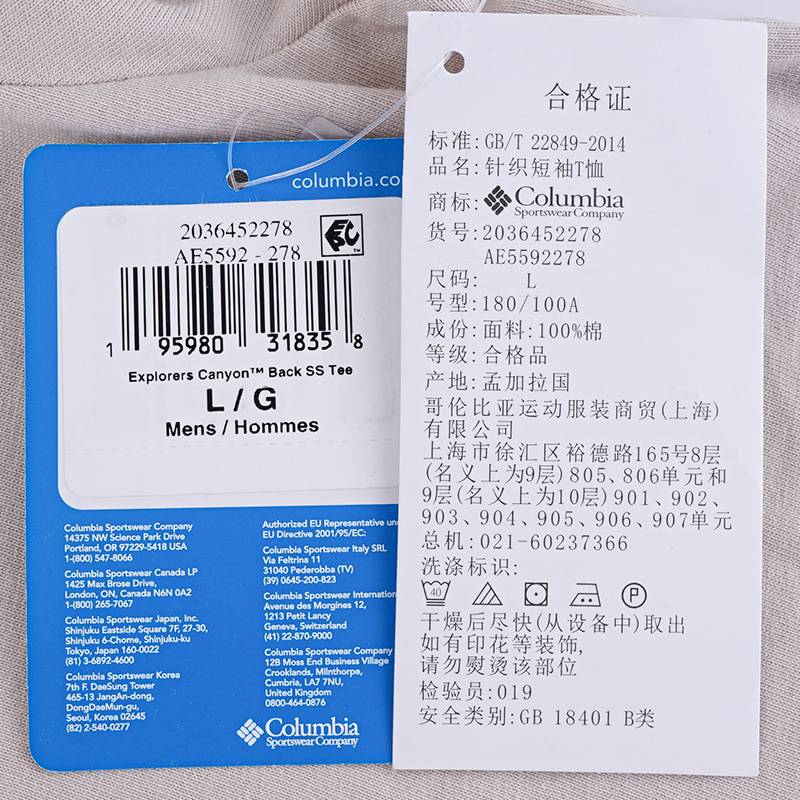 columbia.co
2036452278
AE5592 - 278
EPC
1 95980 31835 8
Explorers Canyon™ Back SS Tee
L / G
Mens / Hommes
Columbia Sportswear Company
14375 NW Science Park Drive
Portland, OR 97229-5418 USA
1-(800) 547-8066
Columbia Sportswear Canada LP
1425 Max Brose Drive,
London, ON, Canada N6N 0A2
1-(800) 265-7067
Columbia Sportswear Japan, Inc.
Shinjuku Eastside Square 7F, 27-30,
Shinjuku 6-Chome, Shinjuku-ku
Tokyo, Japan 160-0022
(81) 3-6892-4600
Columbia Sportswear Korea
7th F. DaeSung Tower
465-13 JangAn-dong,
DongDaeMun-gu,
Seoul, Korea 02645
(82) 2-540-0277
Authorized EU Representative un
EU Directive 2001/95/EC:
Columbia Sportswear Italy SRL
Via Feltrina 11
31040 Pederobba (TV)
(39) 0645-200-823
Columbia Sportswear Internation
Avenue des Morgines 12,
1213 Petit Lancy
Geneva, Switzerland
(41) 22-870-9000
Columbia Sportswear Company
12B Moss End Business Village
Crooklands, Milnthorpe,
Cumbria, LA7 7NU,
United Kingdom
0800-464-0876
Columbia
Sportswear Company
合格证
标准:GB/T 22849-2014
品名:针织短袖T恤
商标:Columbia
Sportswear Company
货号:2036452278
AE5592278
尺码: L
号型:180/100A
成份:面料:100%棉
等级:合格品
产地:孟加拉国
哥伦比亚运动服装商贸(上海)
有限公司
上海市徐汇区裕德路165号8层
(名义上为9层)805、806单元和
9层(名义上为10层)901、902、
903、904、905、906、907单元
总机:021-60237366
洗涤标识:
40 P
干燥后尽快(从设备中)取出
如有印花等装饰,
请勿熨烫该部位
检验员:019
安全类别:GB 18401 B类